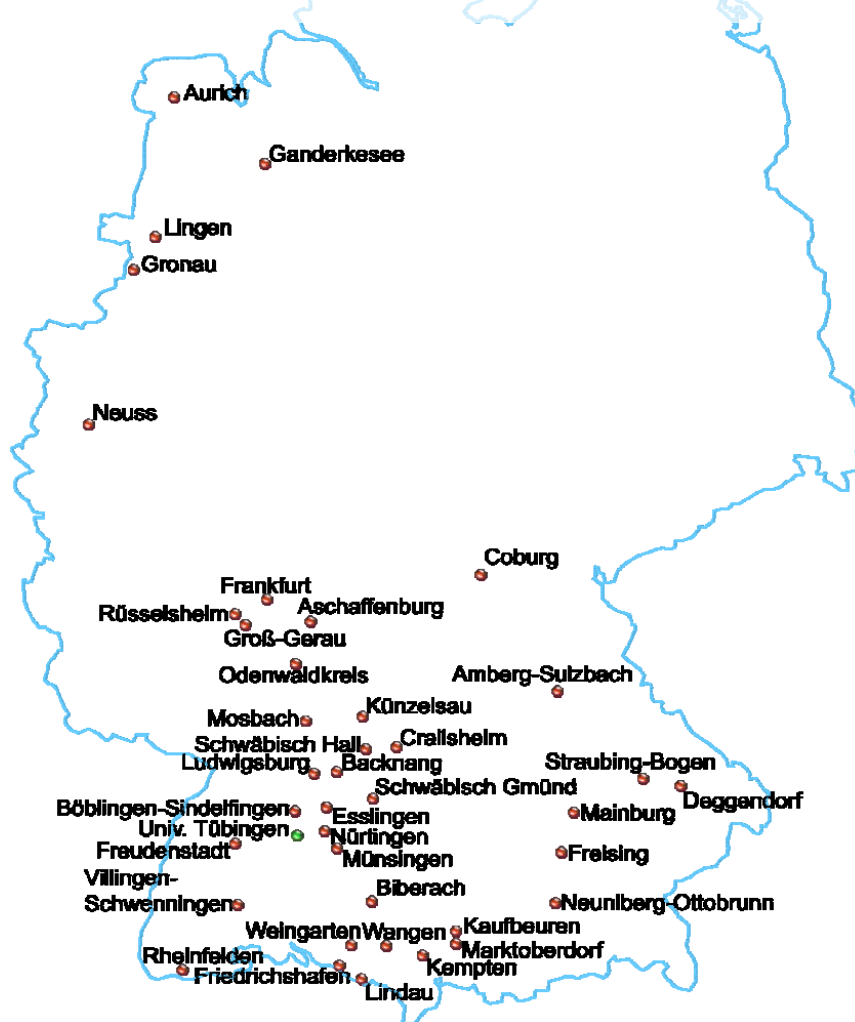 Aurich
Ganderkesee
Lingen
Gronau
Neuss
Coburg
Frankfurt
Aschaffenburg
Rüsselsheim
Groß-Gerau
Odenwaldkreis
Amberg-Sulzbach
Künzelsau
Mosbach
Crailsheim
Schwäbisch Hall
Straubing-Bogen
Ludwigsburg
Backnang
Schwäbisch Gmünd
Deggendorf
Böblingen-Sindelfingen
Esslingen
Mainburg
Univ. Tübingen
Nürtingen
Freudenstadt
Münsingen
Freising
Villingen-
Schwenningen
Biberach
Neuniberg-Ottobrunn
Weingarten
Wangen
Kaufbeuren
Marktoberdorf
Rheinfelden
Friedrichshafen
Kempten
Lindau